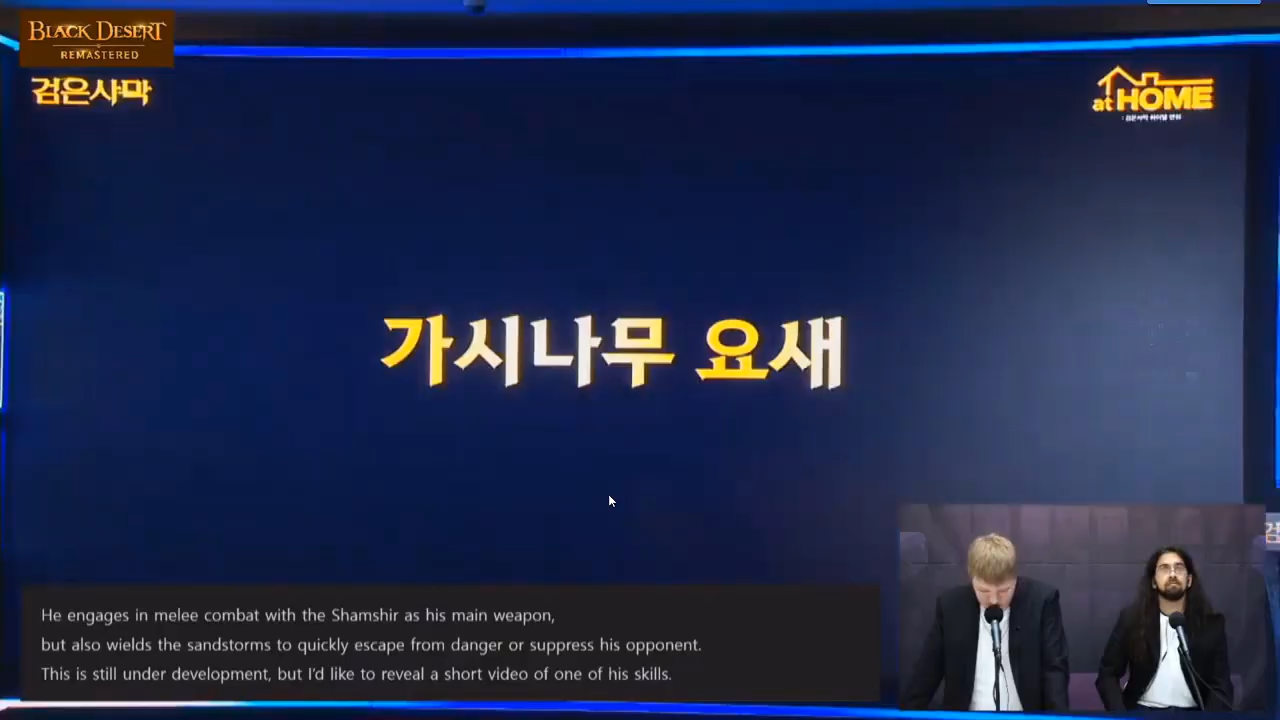 BLACK DESERT
REMASTERED
검은사막
at HOME
가시나무 요새
He engages in melee combat with the Shamshir as his main weapon,
but also wields the sandstorms to quickly escape from danger or suppress his opponent.
This is still under development, but I'd like to reveal a short video of one of his skills.